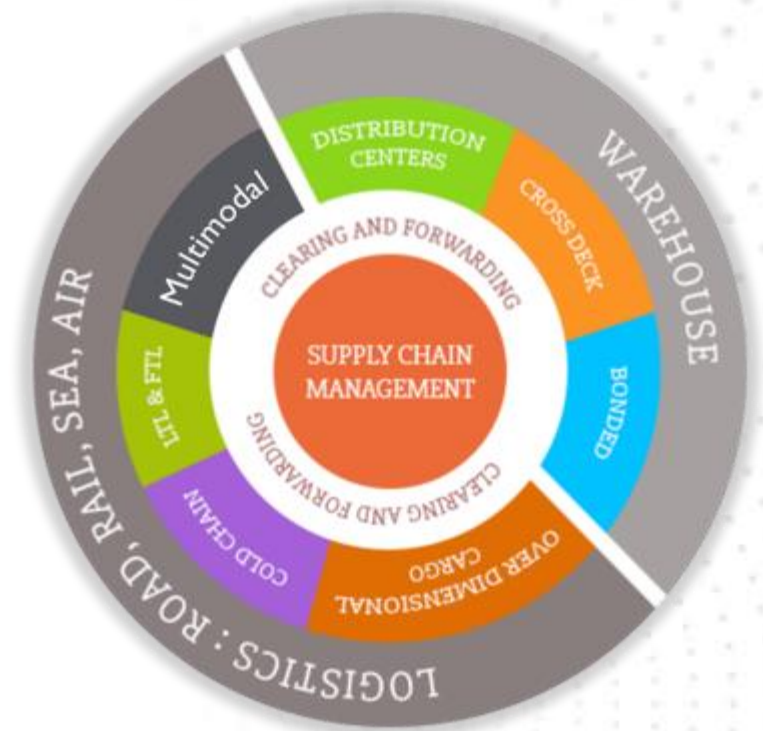 SUPPLY CHAIN
MANAGEMENT
CLEARING AND FORWARDING
CLEARING AND FORWARDING
DISTRIBUTION
CENTERS
CROSS DECK
BONDED
OVER DIMENSIONAL
CARGO
COLD CHAIN
LTL & FTL
Multimodal
WAREHOUSE
LOGISTICS : ROAD, RAIL, SEA, AIR